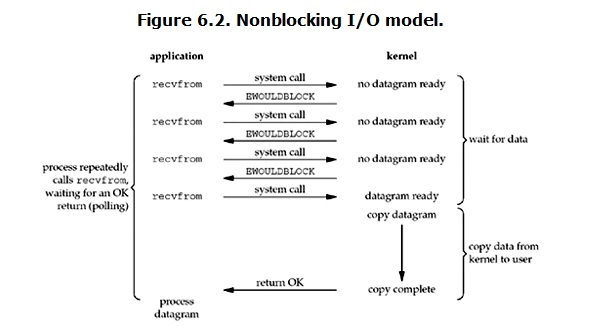 Figure 6.2. Nonblocking I/O model.
application
kernel
recvfrom
system call
no datagram ready
EWOULDBLOCK
recvfrom
system call
no datagram ready
EWOULDBLOCK
recvfrom
system call
no datagram ready
EWOULDBLOCK
recvfrom
system call
datagram ready
wait for data
process repeatedly
calls recvfrom,
waiting for an OK
return (polling)
copy datagram
copy data from
kernel to user
return OK
copy complete
process
datagram